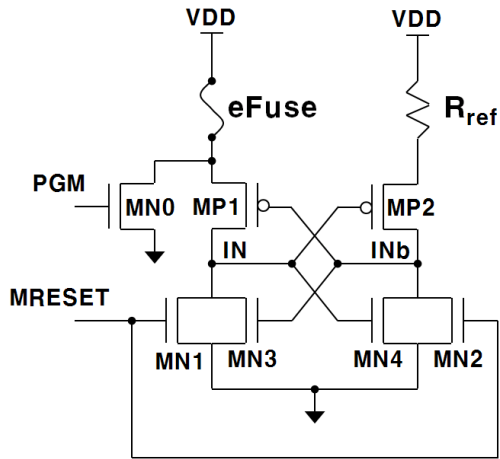 VDD
VDD
eFuse
Rref
PGM
MN0
MP1
MP2
IN
INb
MRESET
MN1
MN3
MN4
MN2